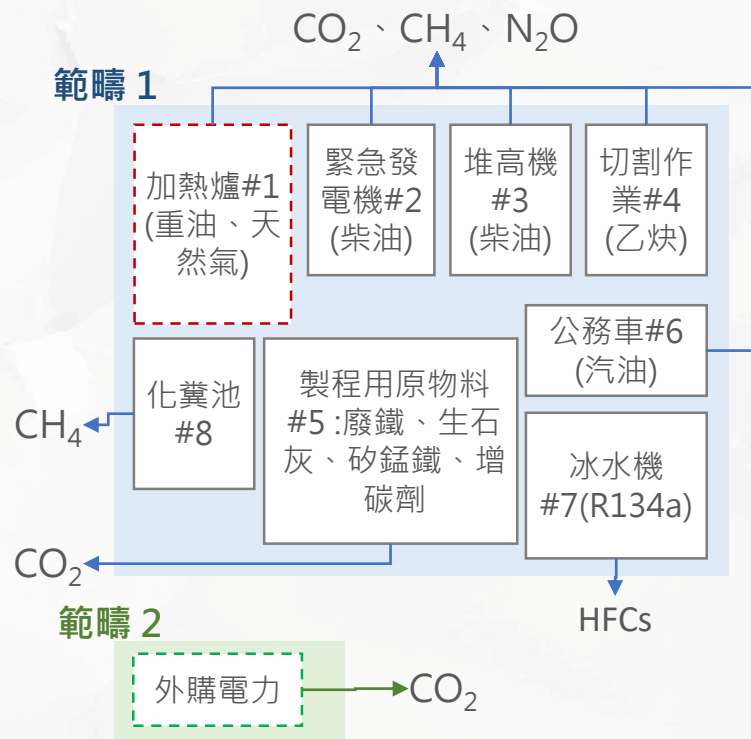 CO₂、CH₄、N₂O
範疇 1
加熱爐#1
(重油、天
然氣)
緊急發
電機#2
(柴油)
堆高機
#3
(柴油)
切割作
業#4
(乙炔)
公務車#6
(汽油)
化糞池
#8
製程用原物料
#5 :廢鐵、生石
灰、矽錳鐵、增
碳劑
冰水機
#7(R134a)
CH₄
CO₂
HFCs
範疇 2
外購電力
CO₂